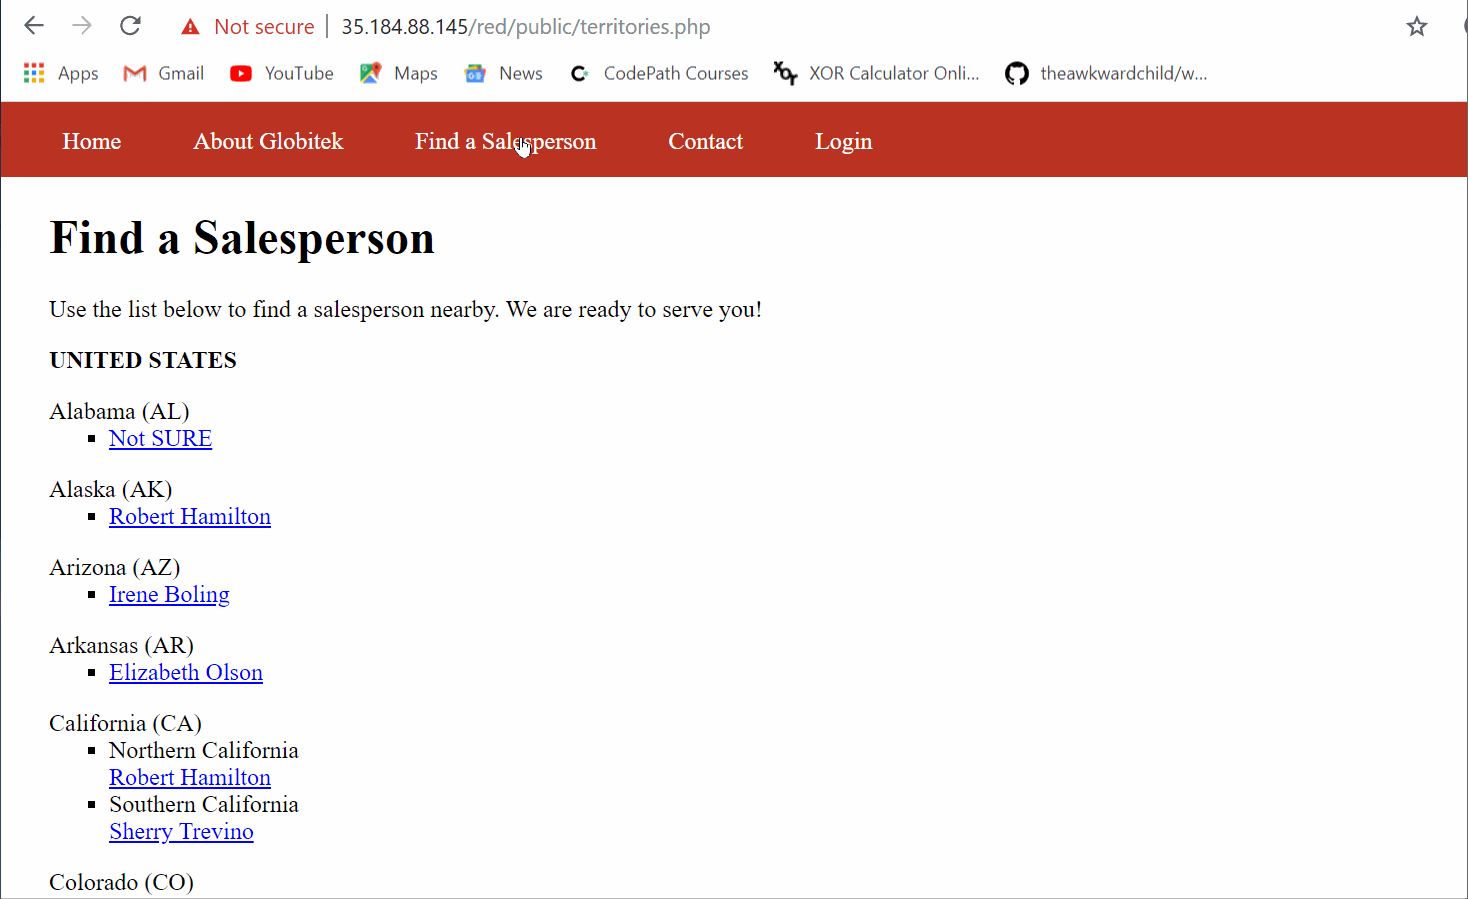 Not secure | 35.184.88.145/red/public/territories.php
Apps Gmail YouTube Maps News CodePath Courses XOR Calculator Onli... theawkwardchild/w...
Home About Globitek Find a Salesperson Contact Login
Find a Salesperson
Use the list below to find a salesperson nearby. We are ready to serve you!
UNITED STATES
Alabama (AL)
Not SURE
Alaska (AK)
Robert Hamilton
Arizona (AZ)
Irene Boling
Arkansas (AR)
Elizabeth Olson
California (CA)
Northern California
Robert Hamilton
Southern California
Sherry Trevino
Colorado (CO)